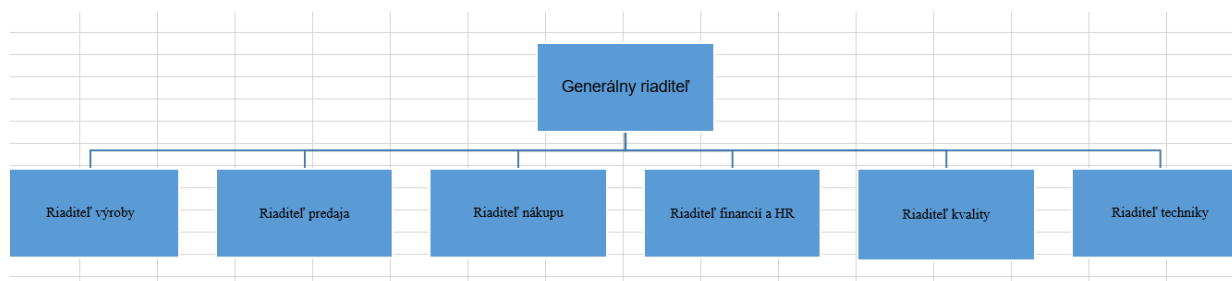 Generálny riaditeľ
Riaditeľ výroby
Riaditeľ predaja
Riaditeľ nákupu
Riaditeľ financií a HR
Riaditeľ kvality
Riaditeľ techniky